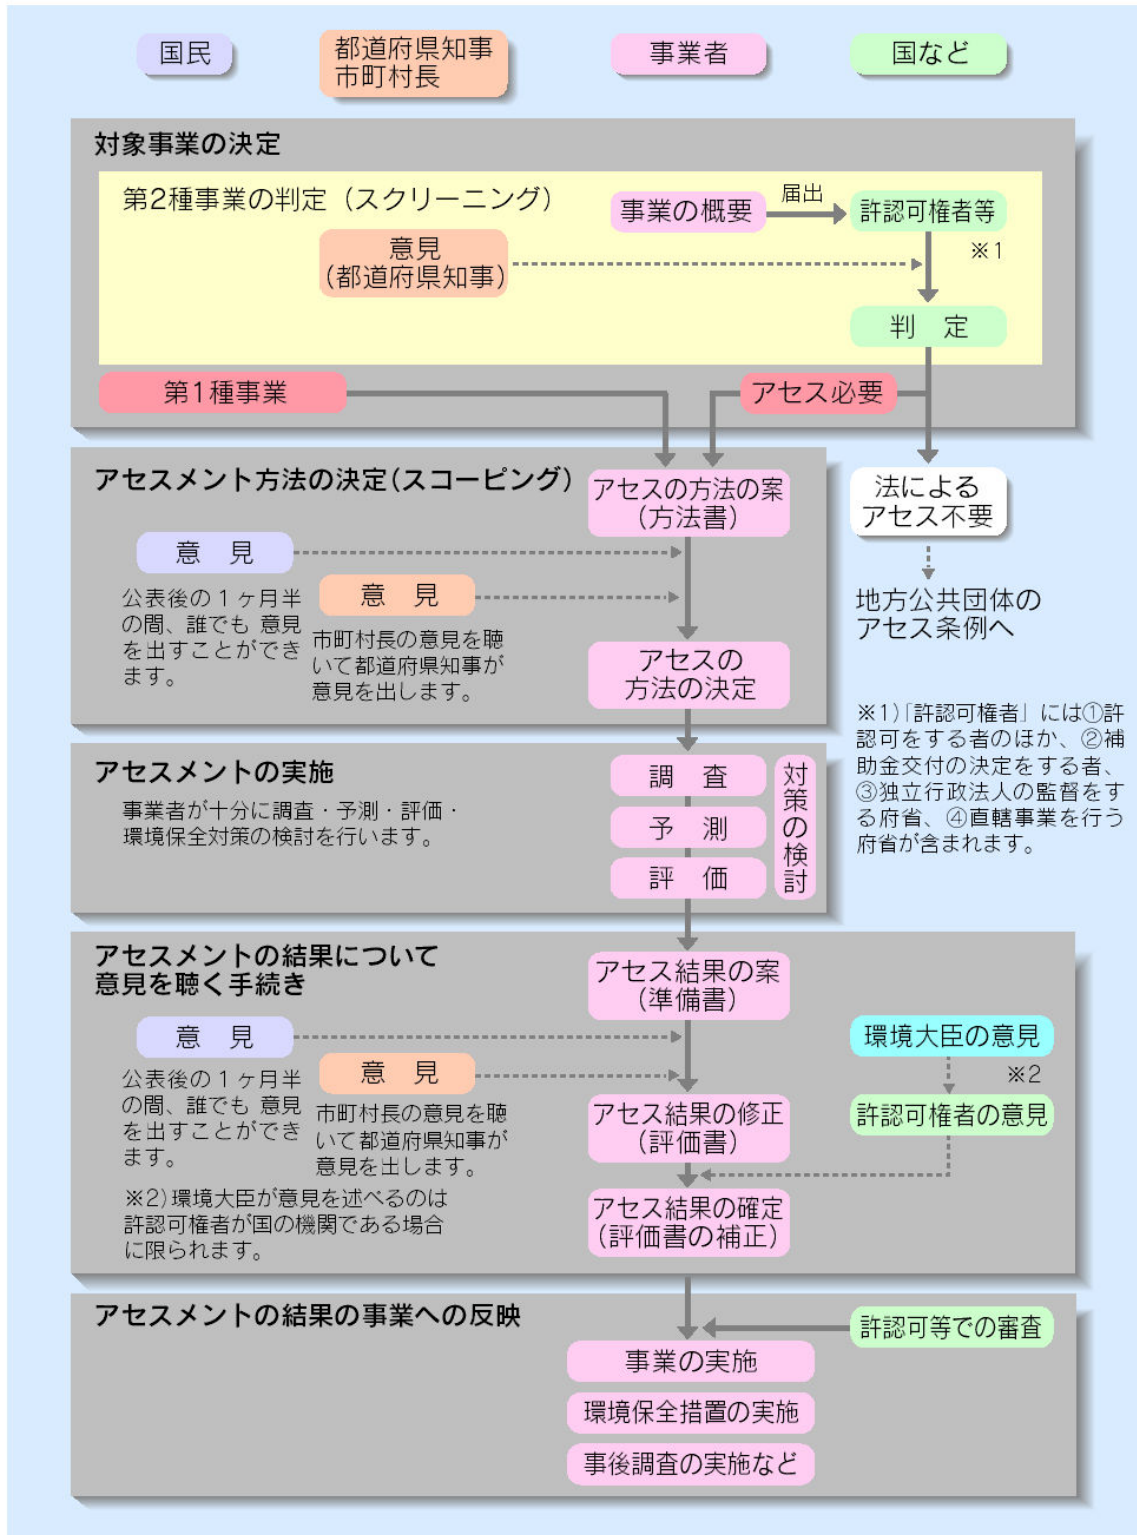 国民
都道府県知事
市町村長
事業者
国など
対象事業の決定
第2種事業の判定（スクリーニング）
事業の概要
届出
許認可権者等
※1
意見
（都道府県知事）
判　定
第1種事業
アセス必要
アセスメント方法の決定（スコーピング）
アセスの方法の案
（方法書）
法による
アセス不要
意　見
公表後の１ヶ月半
の間、誰でも 意見
を出すことができ
ます。
意　見
市町村長の意見を聴
いて都道府県知事が
意見を出します。
地方公共団体の
アセス条例へ
アセスの
方法の決定
※1）「許認可権者」には①許
認可をする者のほか、②補
助金交付の決定をする者、
③独立行政法人の監督をす
る府省、④直轄事業を行う
府省が含まれます。
アセスメントの実施
事業者が十分に調査・予測・評価・
環境保全対策の検討を行います。
調　査
予　測
評　価
対策の検討
アセスメントの結果について
意見を聴く手続き
アセス結果の案
（準備書）
意　見
公表後の１ヶ月半
の間、誰でも 意見
を出すことができ
ます。
意　見
市町村長の意見を聴
いて都道府県知事が
意見を出します。
環境大臣の意見
※2
許認可権者の意見
アセス結果の修正
（評価書）
※2）環境大臣が意見を述べるのは
許認可権者が国の機関である場合
に限られます。
アセス結果の確定
（評価書の補正）
アセスメントの結果の事業への反映
許認可等での審査
事業の実施
環境保全措置の実施
事後調査の実施など